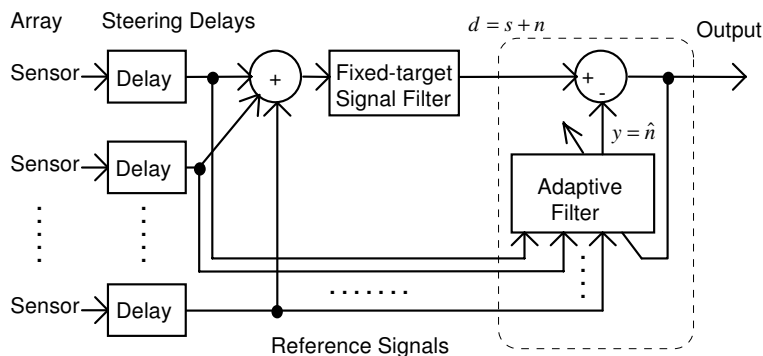 Array
Steering Delays
d = s + n
Output
Sensor
Delay
+
Fixed-target
Signal Filter
+
-
y = n̂
Sensor
Delay
Adaptive
Filter
Sensor
Delay
Reference Signals